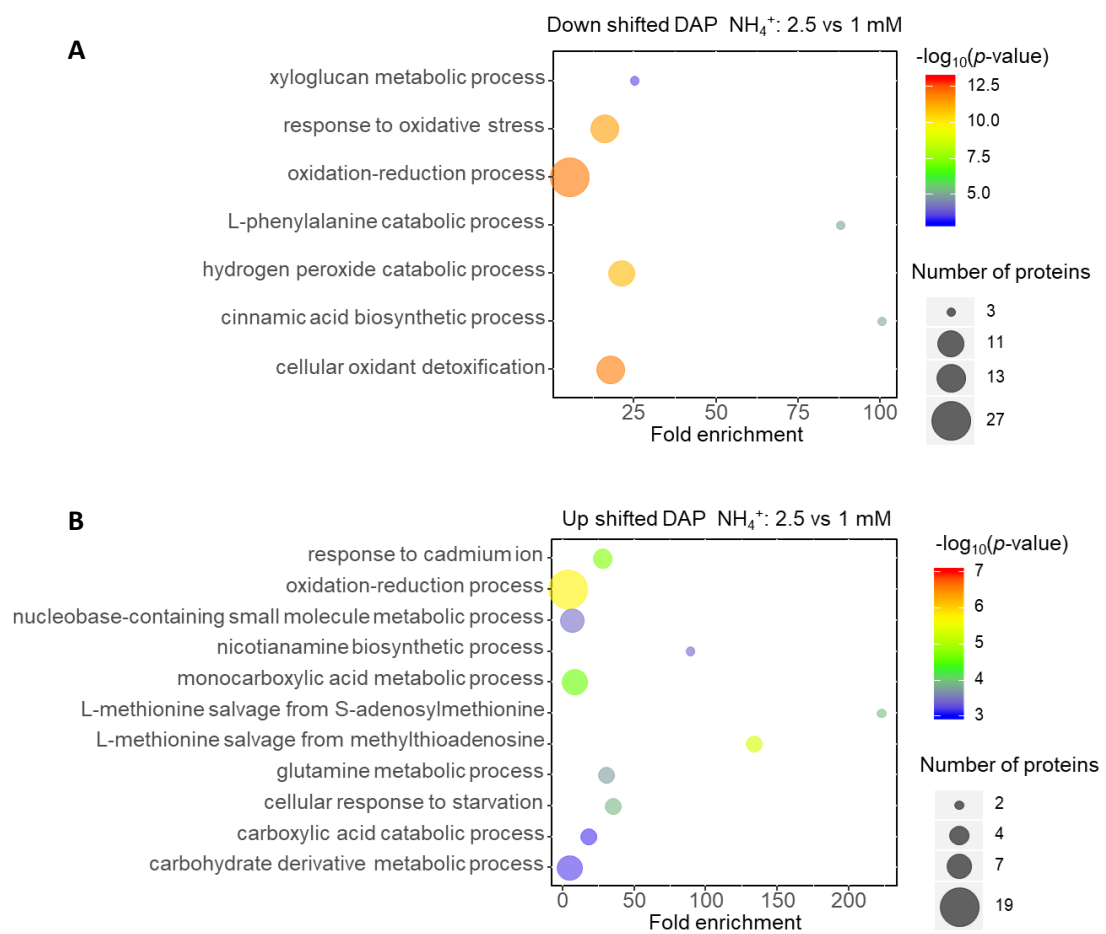 A
Down shifted DAP NH₄⁺: 2.5 vs 1 mM
xyloglucan metabolic process
response to oxidative stress
oxidation-reduction process
L-phenylalanine catabolic process
hydrogen peroxide catabolic process
cinnamic acid biosynthetic process
cellular oxidant detoxification
25 50 75 100
Fold enrichment
-log₁₀(p-value)
12.5
10.0
7.5
5.0
Number of proteins
3
11
13
27
B
Up shifted DAP NH₄⁺: 2.5 vs 1 mM
response to cadmium ion
oxidation-reduction process
nucleobase-containing small molecule metabolic process
nicotianamine biosynthetic process
monocarboxylic acid metabolic process
L-methionine salvage from S-adenosylmethionine
L-methionine salvage from methylthioadenosine
glutamine metabolic process
cellular response to starvation
carboxylic acid catabolic process
carbohydrate derivative metabolic process
0 50 100 150 200
Fold enrichment
-log₁₀(p-value)
7
6
5
4
3
Number of proteins
2
4
7
19